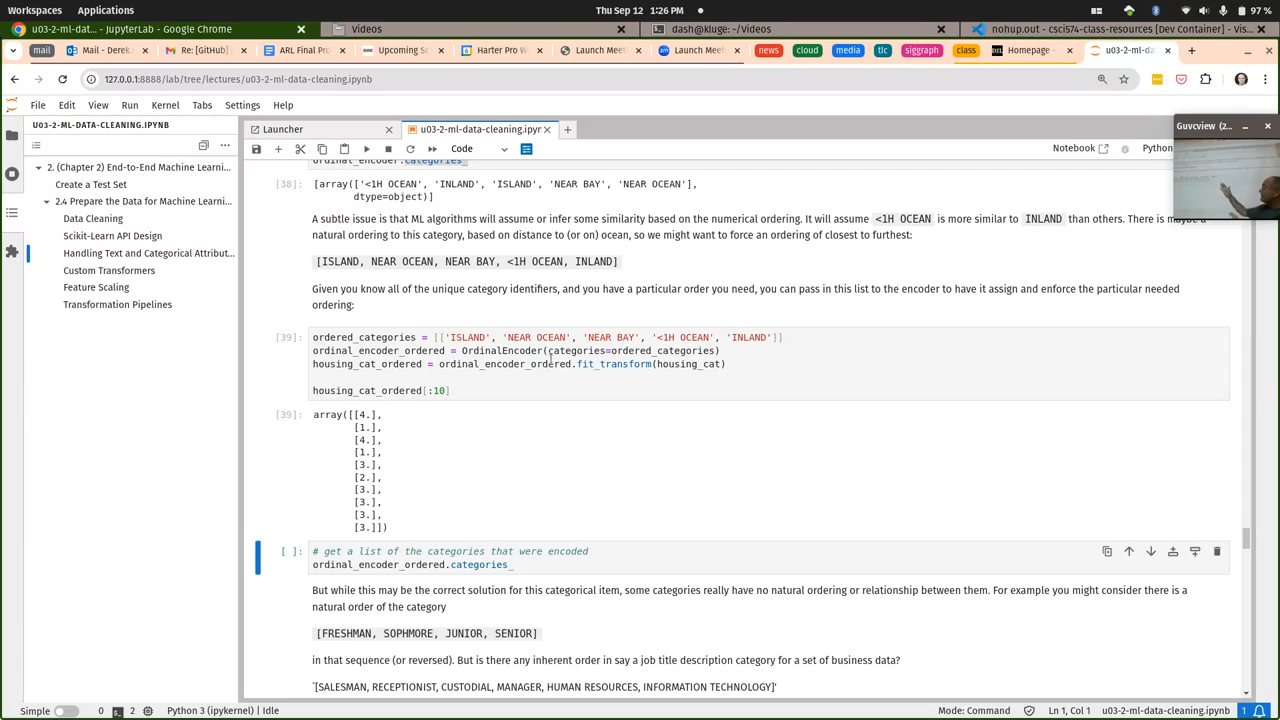 Workspaces Applications Thu Sep 12 1:26 PM 97 %
u03-2-ml-dat... - JupyterLab - Google Chrome Videos dash@kluge: ~/Videos nohup.out - csci574-class-resources [Dev Container] - Vis...
mail Mail - Derek.C Re: [GitHub] ARL Final Pro Upcoming Sc Harter Pro W Launch Meet Launch Meet news cloud media tlc siggraph class Homepage - u03-2-ml-da
127.0.0.1:8888/lab/tree/lectures/u03-2-ml-data-cleaning.ipynb
File Edit View Run Kernel Tabs Settings Help
U03-2-ML-DATA-CLEANING.IPYNB
Launcher u03-2-ml-data-cleaning.ipynb
Guvcview (2...
Code Notebook Python
2. (Chapter 2) End-to-End Machine Learni...
Create a Test Set
2.4 Prepare the Data for Machine Learni...
Data Cleaning
Scikit-Learn API Design
Handling Text and Categorical Attribut...
Custom Transformers
Feature Scaling
Transformation Pipelines
ordinal_encoder.categories_
[38]: [array(['<1H OCEAN', 'INLAND', 'ISLAND', 'NEAR BAY', 'NEAR OCEAN'],
dtype=object)]
A subtle issue is that ML algorithms will assume or infer some similarity based on the numerical ordering. It will assume <1H OCEAN is more similar to INLAND than others. There is maybe a
natural ordering to this category, based on distance to (or on) ocean, so we might want to force an ordering of closest to furthest:
[ISLAND, NEAR OCEAN, NEAR BAY, <1H OCEAN, INLAND]
Given you know all of the unique category identifiers, and you have a particular order you need, you can pass in this list to the encoder to have it assign and enforce the particular needed
ordering:
[39]: ordered_categories = [['ISLAND', 'NEAR OCEAN', 'NEAR BAY', '<1H OCEAN', 'INLAND']]
ordinal_encoder_ordered = OrdinalEncoder(categories=ordered_categories)
housing_cat_ordered = ordinal_encoder_ordered.fit_transform(housing_cat)
housing_cat_ordered[:10]
[39]: array([[4.],
[1.],
[4.],
[1.],
[3.],
[2.],
[3.],
[3.],
[3.],
[3.]])
[ ]: # get a list of the categories that were encoded
ordinal_encoder_ordered.categories_
But while this may be the correct solution for this categorical item, some categories really have no natural ordering or relationship between them. For example you might consider there is a
natural order of the category
[FRESHMAN, SOPHMORE, JUNIOR, SENIOR]
in that sequence (or reversed). But is there any inherent order in say a job title description category for a set of business data?
`[SALESMAN, RECEPTIONIST, CUSTODIAL, MANAGER, HUMAN RESOURCES, INFORMATION TECHNOLOGY]'
Simple 0 2 Python 3 (ipykernel) | Idle Mode: Command Ln 1, Col 1 u03-2-ml-data-cleaning.ipynb 1